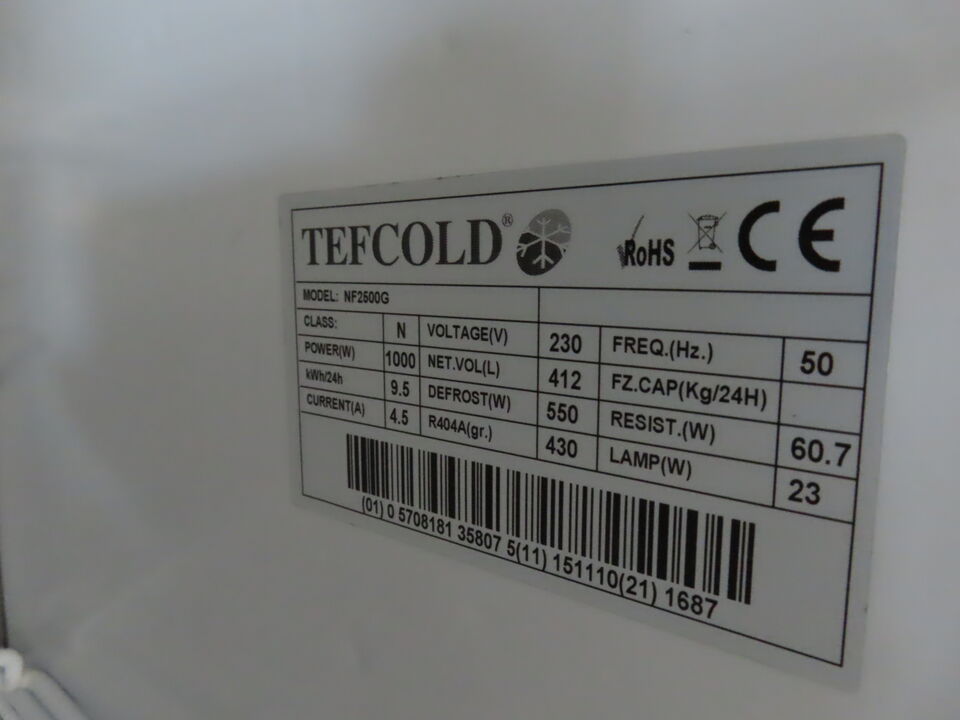 TEFCOLD® RoHS CE
MODEL: NF2500G
CLASS: N VOLTAGE(V) 230 FREQ.(Hz.) 50
POWER(W) 1000 NET.VOL(L) 412 FZ.CAP(Kg/24H)
kWh/24h 9.5 DEFROST(W) 550 RESIST.(W) 60.7
CURRENT(A) 4.5 R404A(gr.) 430 LAMP(W) 23
(01) 0 5708181 35807 5(11) 151110(21) 1687